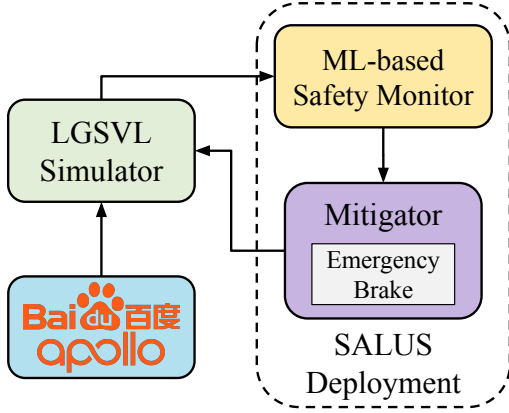 ML-based
Safety Monitor
LGSVL
Simulator
Mitigator
Emergency
Brake
Bai du 百度
apollo
SALUS
Deployment